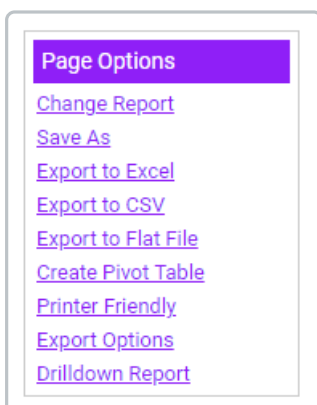 Page Options
Change Report
Save As
Export to Excel
Export to CSV
Export to Flat File
Create Pivot Table
Printer Friendly
Export Options
Drilldown Report